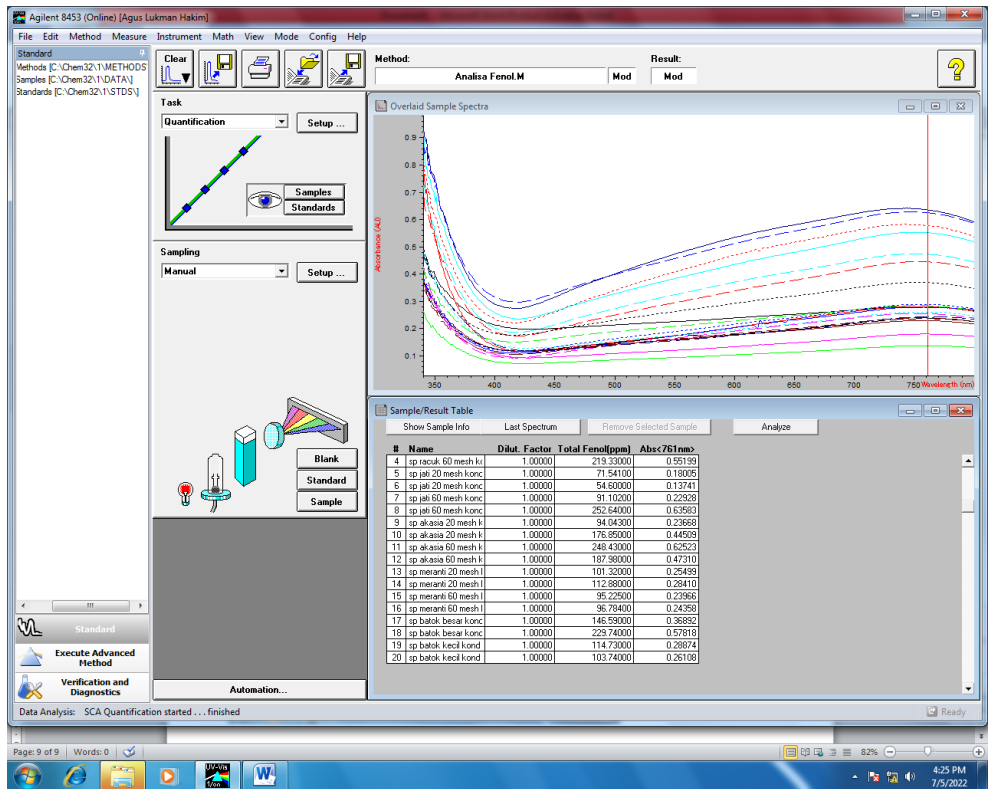 Agilent 8453 (Online) [Agus Lukman Hakim]
File Edit Method Measure Instrument Math View Mode Config Help
Standard
Methods [C:\Chem32\1\METHODS
Samples [C:\Chem32\1\DATA\]
Standards [C:\Chem32\1\STDS\]
Clear
Method:
Analisa Fenol.M
Mod
Result:
Mod
Task
Quantification
Setup ...
Samples
Standards
Sampling
Manual
Setup ...
Blank
Standard
Sample
Automation...
Standard
Execute Advanced
Method
Verification and
Diagnostics
Overlaid Sample Spectra
Absorbance (AU)
0.9
0.8
0.7
0.6
0.5
0.4
0.3
0.2
0.1
350 400 450 500 550 600 650 700 750 Wavelength (nm)
Sample/Result Table
Show Sample Info Last Spectrum Remove Selected Sample Analyze
# Name Dilut. Factor Total Fenol(ppm) Abs<761nm>
4 sp racuk 60 mesh kc 1.00000 219.33000 0.55199
5 sp jati 20 mesh konc 1.00000 71.54100 0.18005
6 sp jati 20 mesh konc 1.00000 54.60000 0.13741
7 sp jati 60 mesh konc 1.00000 91.10200 0.22928
8 sp jati 60 mesh konc 1.00000 252.64000 0.63583
9 sp akasia 20 mesh k 1.00000 94.04300 0.23668
10 sp akasia 20 mesh k 1.00000 176.85000 0.44509
11 sp akasia 60 mesh k 1.00000 248.43000 0.62523
12 sp akasia 60 mesh k 1.00000 187.98000 0.47310
13 sp meranti 20 mesh l 1.00000 101.32000 0.25499
14 sp meranti 20 mesh l 1.00000 112.88000 0.28410
15 sp meranti 60 mesh l 1.00000 95.22500 0.23966
16 sp meranti 60 mesh l 1.00000 96.78400 0.24358
17 sp batok besar konc 1.00000 146.59000 0.36892
18 sp batok besar konc 1.00000 229.74000 0.57818
19 sp batok kecil kond 1.00000 114.73000 0.28874
20 sp batok kecil kond 1.00000 103.74000 0.26108
Data Analysis: SCA Quantification started . . . finished
Ready
Page: 9 of 9 Words: 0
82%
UV-Vis
1/on
4:25 PM
7/5/2022